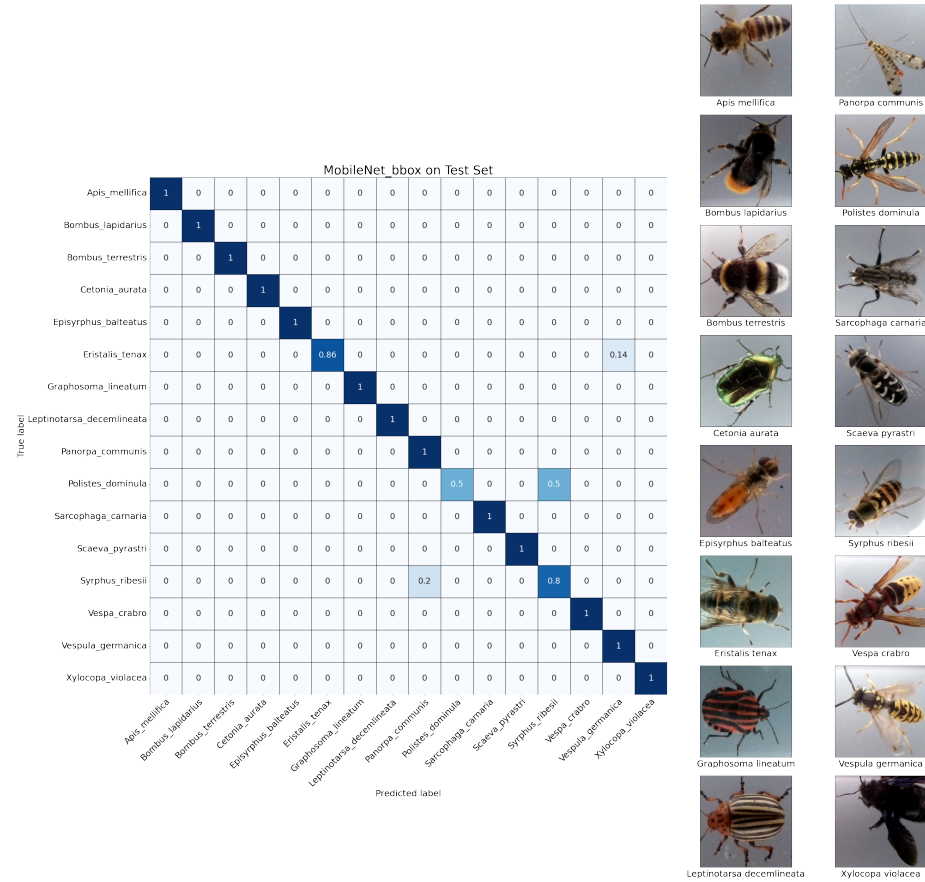 MobileNet_bbox on Test Set
True label
Apis_mellifica 1 0 0 0 0 0 0 0 0 0 0 0 0 0 0 0
Bombus_lapidarius 0 1 0 0 0 0 0 0 0 0 0 0 0 0 0 0
Bombus_terrestris 0 0 1 0 0 0 0 0 0 0 0 0 0 0 0 0
Cetonia_aurata 0 0 0 1 0 0 0 0 0 0 0 0 0 0 0 0
Episyrphus_balteatus 0 0 0 0 1 0 0 0 0 0 0 0 0 0 0 0
Eristalis_tenax 0 0 0 0 0 0.86 0 0 0 0 0 0 0 0 0.14 0
Graphosoma_lineatum 0 0 0 0 0 0 1 0 0 0 0 0 0 0 0 0
Leptinotarsa_decemlineata 0 0 0 0 0 0 0 1 0 0 0 0 0 0 0 0
Panorpa_communis 0 0 0 0 0 0 0 0 1 0 0 0 0 0 0 0
Polistes_dominula 0 0 0 0 0 0 0 0 0 0.5 0 0 0.5 0 0 0
Sarcophaga_carnaria 0 0 0 0 0 0 0 0 0 0 1 0 0 0 0 0
Scaeva_pyrastri 0 0 0 0 0 0 0 0 0 0 0 1 0 0 0 0
Syrphus_ribesii 0 0 0 0 0 0 0 0 0.2 0 0 0 0.8 0 0 0
Vespa_crabro 0 0 0 0 0 0 0 0 0 0 0 0 0 1 0 0
Vespula_germanica 0 0 0 0 0 0 0 0 0 0 0 0 0 0 1 0
Xylocopa_violacea 0 0 0 0 0 0 0 0 0 0 0 0 0 0 0 1
Apis_mellifica
Bombus_lapidarius
Bombus_terrestris
Cetonia_aurata
Episyrphus_balteatus
Eristalis_tenax
Graphosoma_lineatum
Leptinotarsa_decemlineata
Panorpa_communis
Polistes_dominula
Sarcophaga_carnaria
Scaeva_pyrastri
Syrphus_ribesii
Vespa_crabro
Vespula_germanica
Xylocopa_violacea
Predicted label
Apis mellifica
Panorpa communis
Bombus lapidarius
Polistes dominula
Bombus terrestris
Sarcophaga carnaria
Cetonia aurata
Scaeva pyrastri
Episyrphus balteatus
Syrphus ribesii
Eristalis tenax
Vespa crabro
Graphosoma lineatum
Vespula germanica
Leptinotarsa decemlineata
Xylocopa violacea